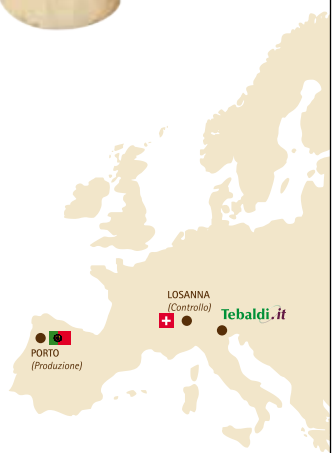 LOSANNA
(Controllo)
Tebaldi.it
PORTO
(Produzione)